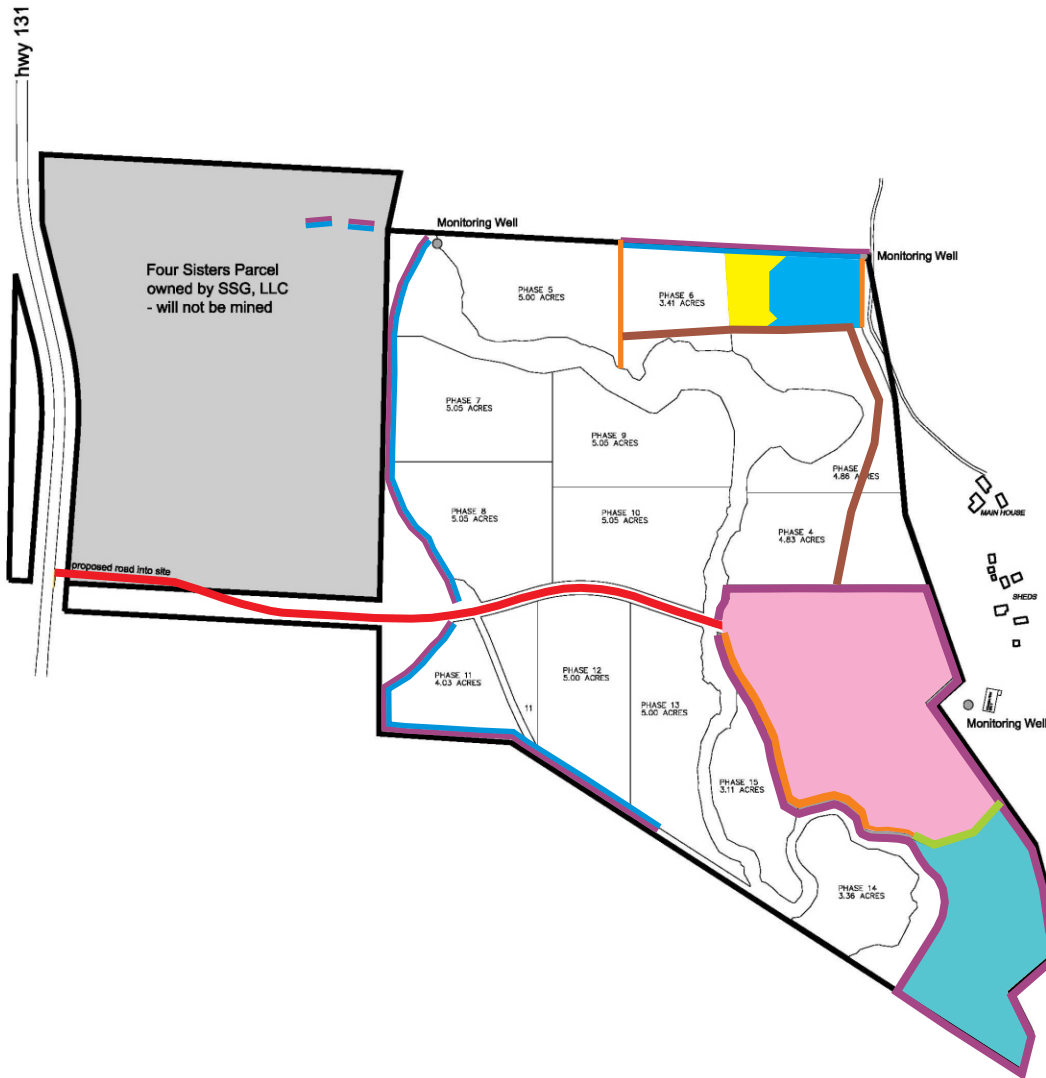 hwy 131
Monitoring Well
Monitoring Well
Four Sisters Parcel
owned by SSG, LLC
- will not be mined
PHASE 5
5.00 ACRES
PHASE 6
3.41 ACRES
PHASE 7
5.05 ACRES
PHASE 9
5.05 ACRES
PHASE
4.86 ACRES
PHASE 8
5.05 ACRES
PHASE 10
5.05 ACRES
PHASE 4
4.83 ACRES
MAIN HOUSE
proposed road into site
SHEDS
PHASE 11
4.03 ACRES
PHASE 12
5.00 ACRES
PHASE 13
5.00 ACRES
11
Monitoring Well
PHASE 15
3.11 ACRES
PHASE 14
3.36 ACRES